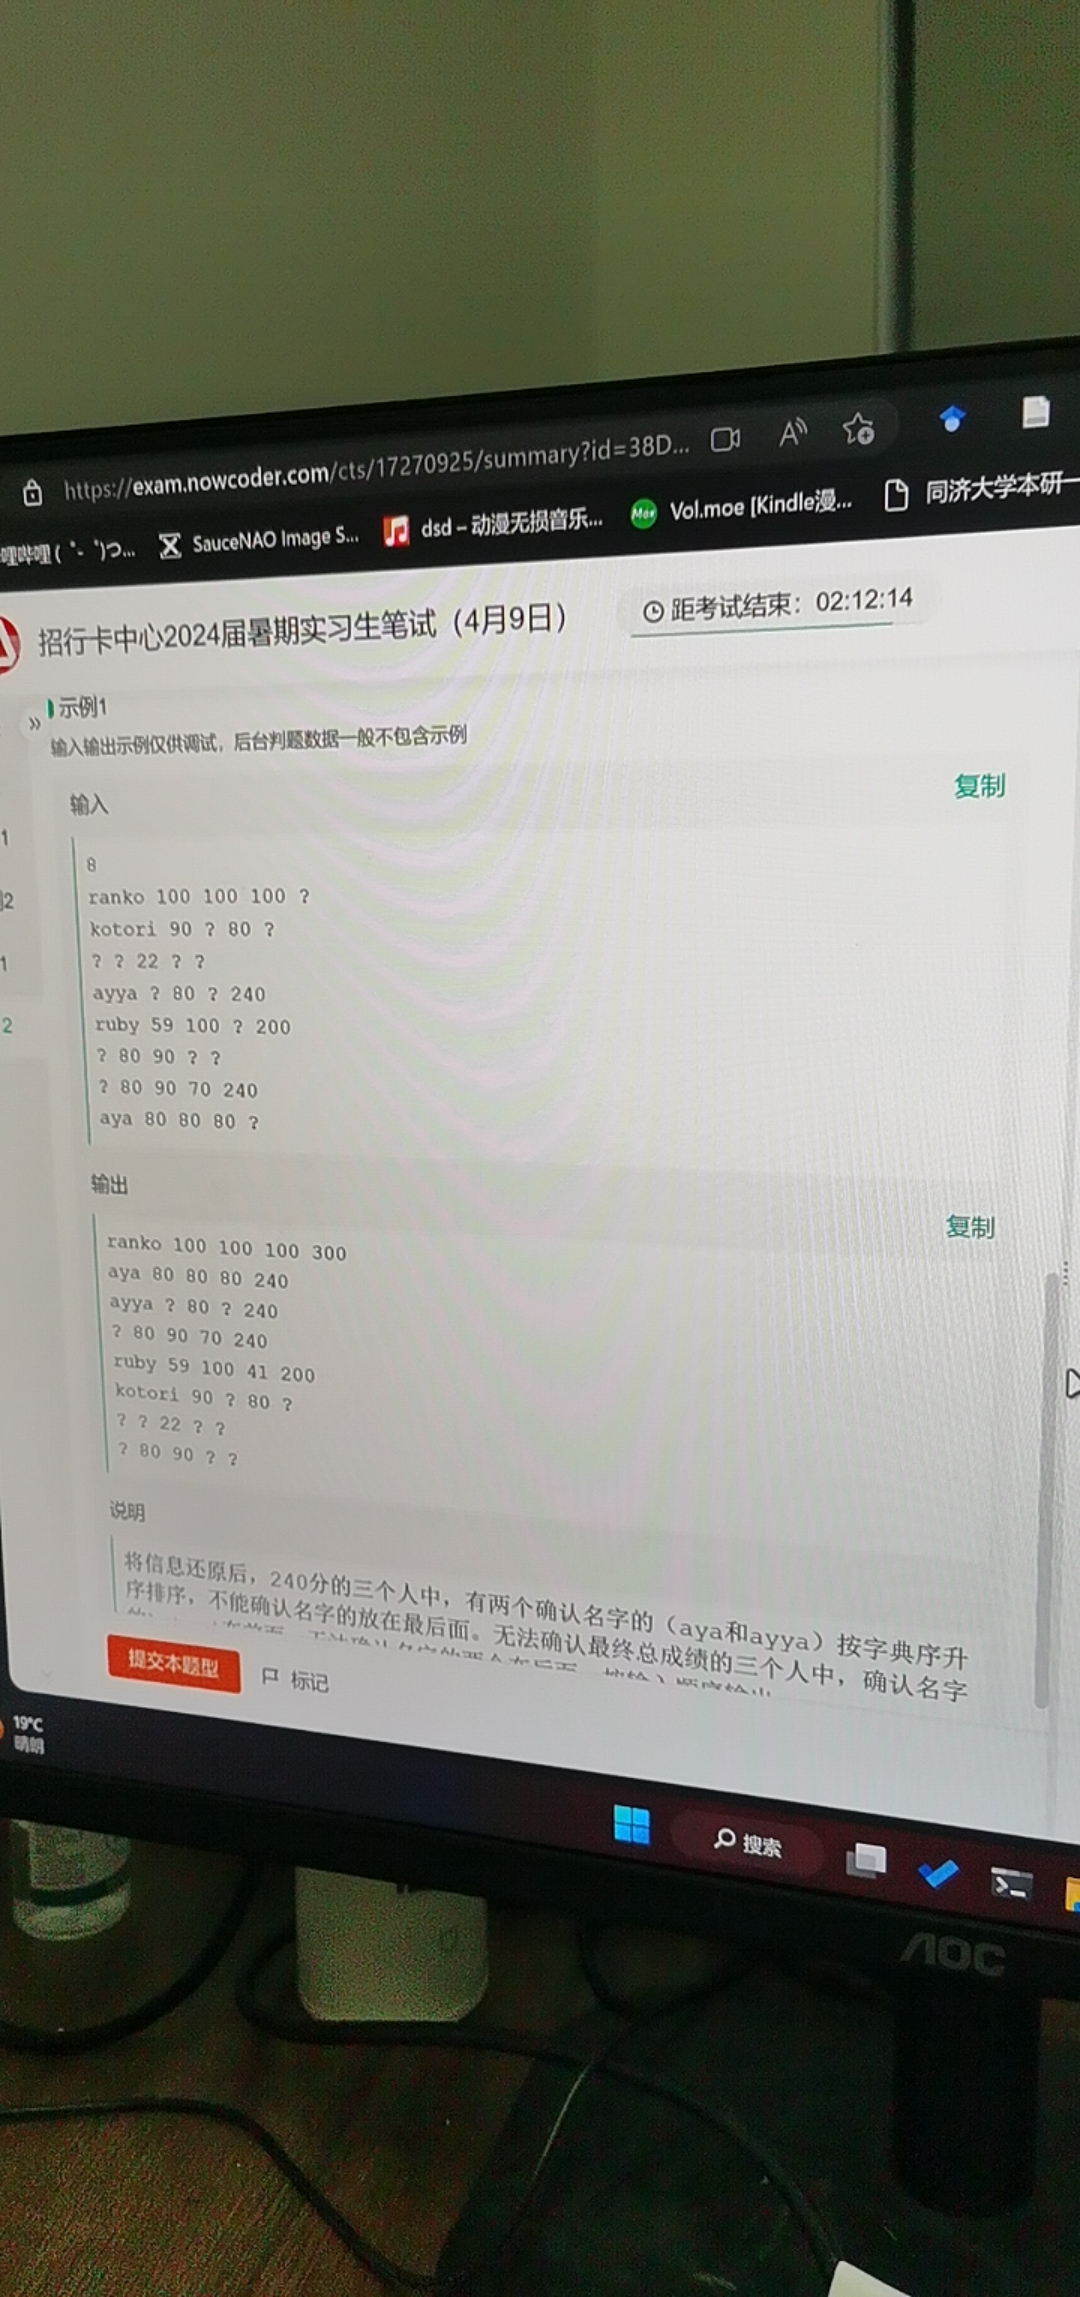 https://exam.nowcoder.com/cts/17270925/summary?id=38D...
哔哩 ( ゜- ゜)つ...
SauceNAO Image S...
dsd – 动漫无损音乐...
Moe
Vol.moe [Kindle漫...
同济大学本研一
招行卡中心2024届暑期实习生笔试（4月9日）
距考试结束：02:12:14
»
示例1
输入输出示例仅供调试，后台判题数据一般不包含示例
输入
复制
1
2
1
2
8
ranko 100 100 100 ?
kotori 90 ? 80 ?
? ? 22 ? ?
ayya ? 80 ? 240
ruby 59 100 ? 200
? 80 90 ? ?
? 80 90 70 240
aya 80 80 80 ?
输出
复制
ranko 100 100 100 300
aya 80 80 80 240
ayya ? 80 ? 240
? 80 90 70 240
ruby 59 100 41 200
kotori 90 ? 80 ?
? ? 22 ? ?
? 80 90 ? ?
说明
将信息还原后，240分的三个人中，有两个确认名字的（aya和ayya）按字典序升
序排序，不能确认名字的放在最后面。无法确认最终总成绩的三个人中，确认名字
提交本题型
标记
19°C
晴朗
搜索
AOC